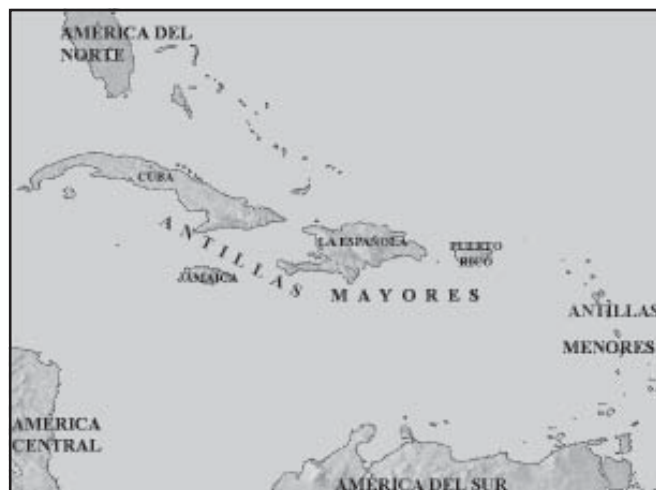 AMÉRICA DEL
NORTE
CUBA
LA ESPAÑOLA
PUERTO
RICO
ANTILLAS
JAMAICA
MAYORES
ANTILLAS
MENORES
AMÉRICA
CENTRAL
AMÉRICA DEL SUR